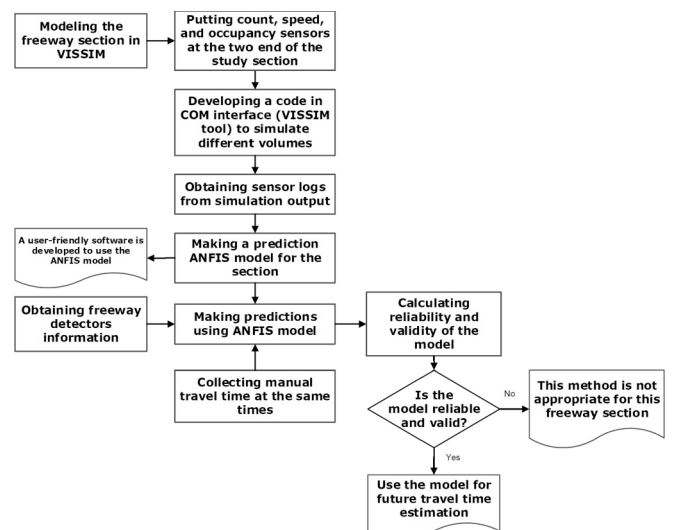 Modeling the
freeway section in
VISSIM
Putting count, speed,
and occupancy sensors
at the two end of the
study section
Developing a code in
COM interface (VISSIM
tool) to simulate
different volumes
Obtaining sensor logs
from simulation output
A user-friendly software is
developed to use the
ANFIS model
Making a prediction
ANFIS model for the
section
Obtaining freeway
detectors
information
Making predictions
using ANFIS model
Calculating
reliability and
validity of the
model
Collecting manual
travel time at the same
times
Is the
model reliable
and valid?
No
This method is not
appropriate for this
freeway section
Yes
Use the model for
future travel time
estimation